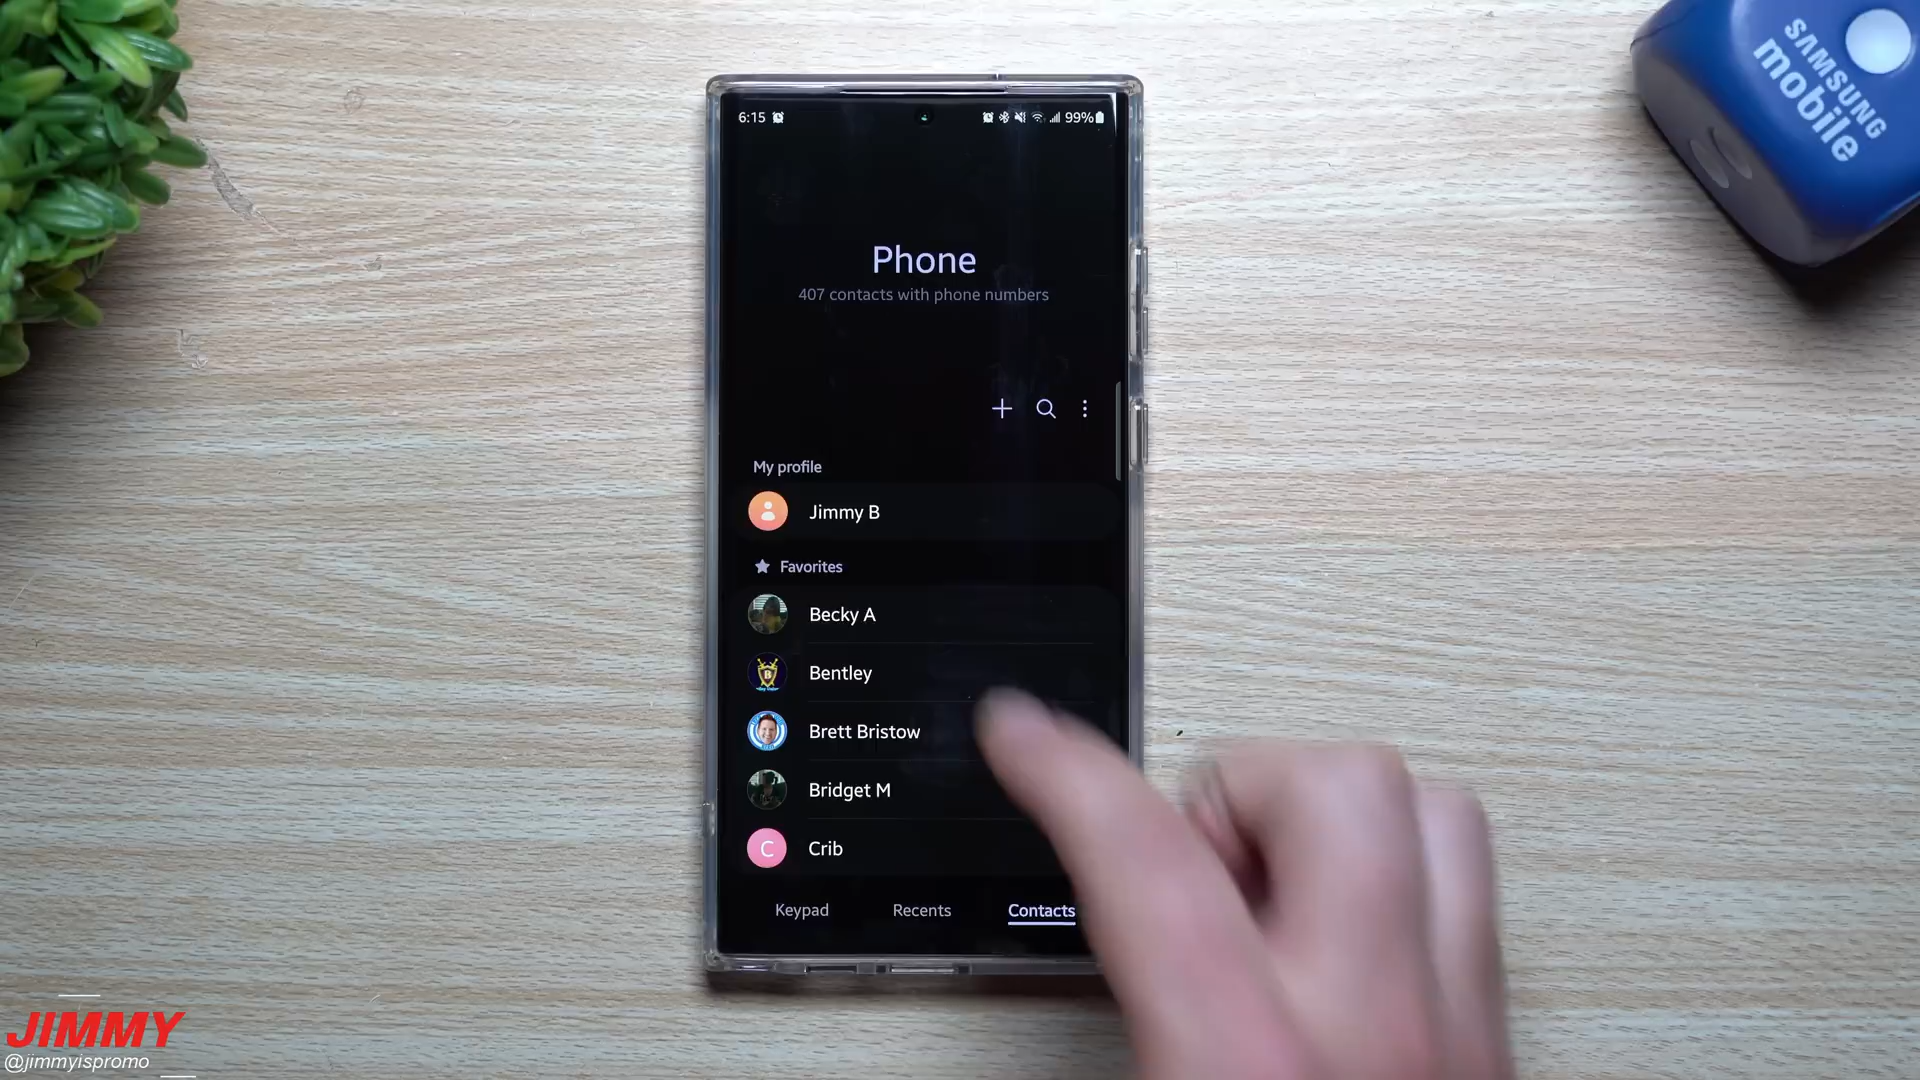 SAMSUNG
mobile
6:15
99%
Phone
407 contacts with phone numbers
My profile
Jimmy B
Favorites
Becky A
Bentley
B
Brett Bristow
Bridget M
C
Crib
Keypad
Recents
Contacts
JIMMY
@jimmyispromo